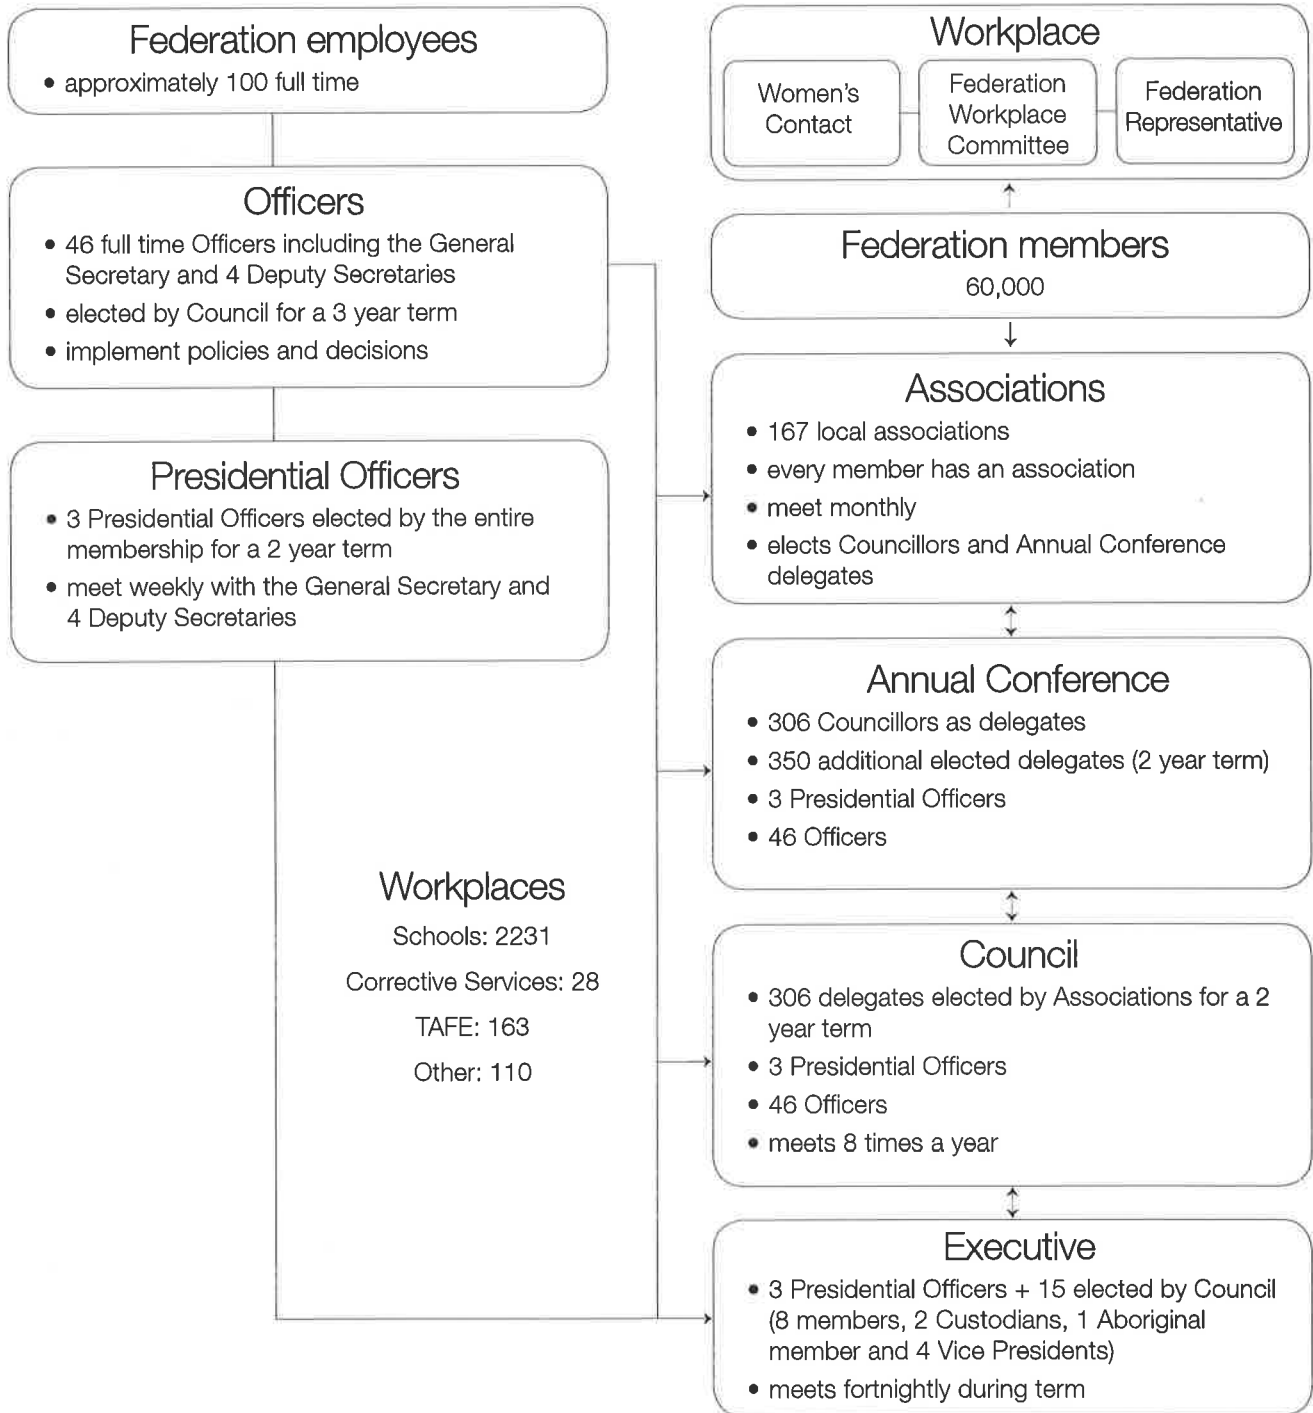 Federation employees
• approximately 100 full time
Officers
• 46 full time Officers including the General
Secretary and 4 Deputy Secretaries
• elected by Council for a 3 year term
• implement policies and decisions
Presidential Officers
• 3 Presidential Officers elected by the entire
membership for a 2 year term
• meet weekly with the General Secretary and
4 Deputy Secretaries
Workplaces
Schools: 2231
Corrective Services: 28
TAFE: 163
Other: 110
Workplace
Women's
Contact
Federation
Workplace
Committee
Federation
Representative
Federation members
60,000
Associations
• 167 local associations
• every member has an association
• meet monthly
• elects Councillors and Annual Conference
delegates
Annual Conference
• 306 Councillors as delegates
• 350 additional elected delegates (2 year term)
• 3 Presidential Officers
• 46 Officers
Council
• 306 delegates elected by Associations for a 2
year term
• 3 Presidential Officers
• 46 Officers
• meets 8 times a year
Executive
• 3 Presidential Officers + 15 elected by Council
(8 members, 2 Custodians, 1 Aboriginal
member and 4 Vice Presidents)
• meets fortnightly during term